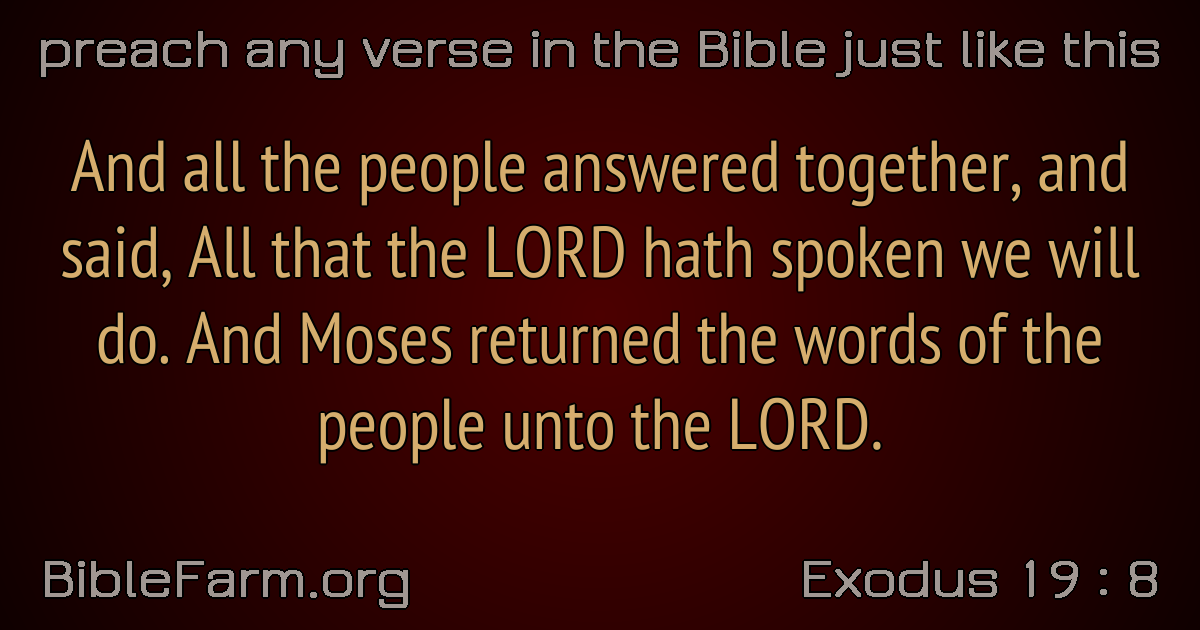 preach any verse in the Bible just like this
And all the people answered together, and
said, All that the LORD hath spoken we will
do. And Moses returned the words of the
people unto the LORD.
BibleFarm.org
Exodus 19 : 8